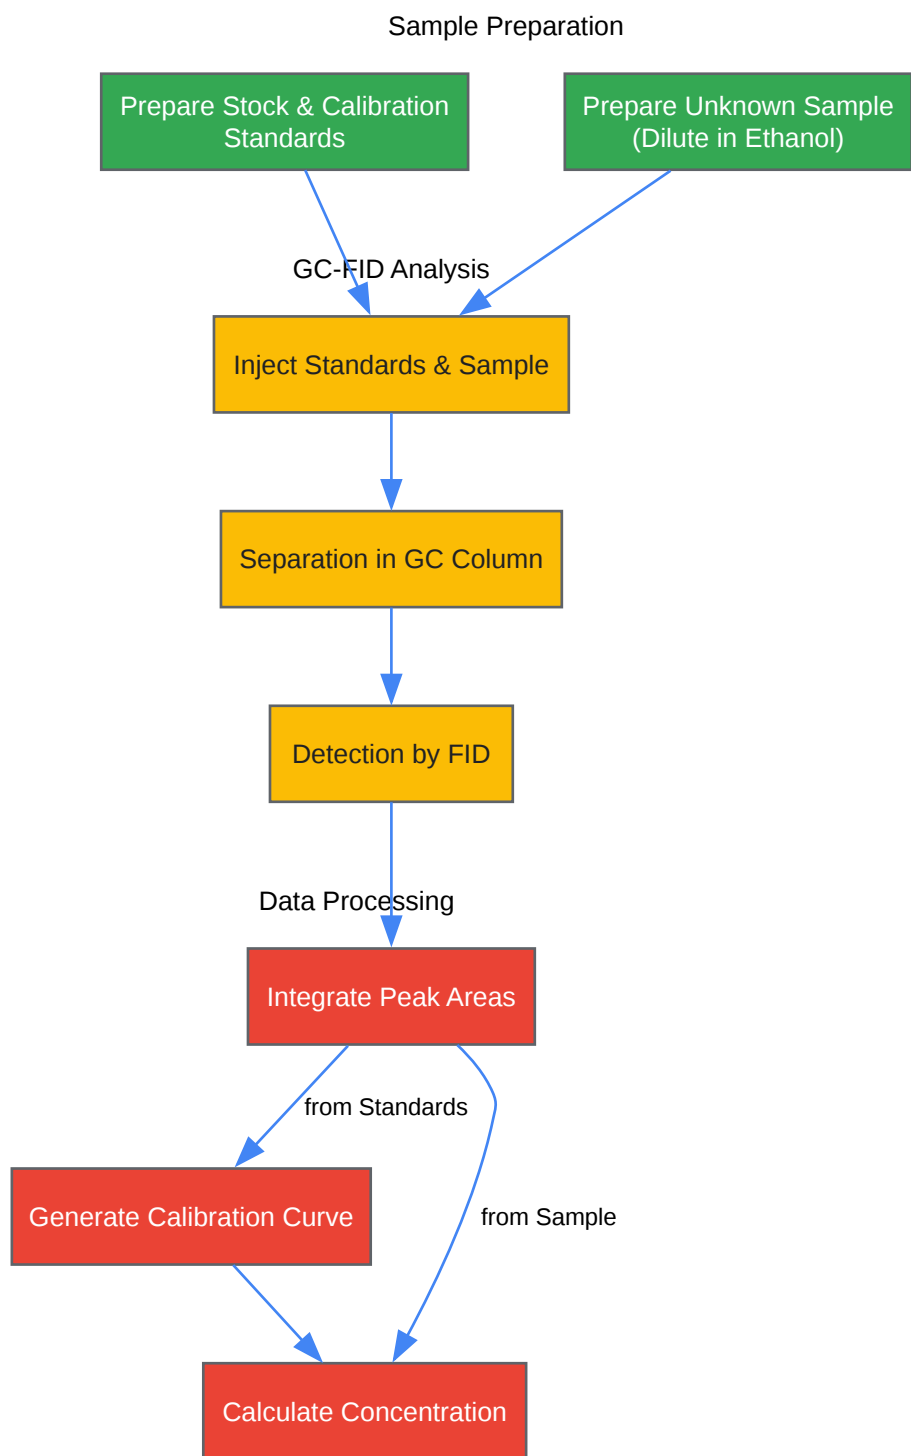 Sample Preparation
Prepare Stock & Calibration
Standards
Prepare Unknown Sample
(Dilute in Ethanol)
GC-FID Analysis
Inject Standards & Sample
Separation in GC Column
Detection by FID
Data Processing
Integrate Peak Areas
from Standards
Generate Calibration Curve
from Sample
Calculate Concentration